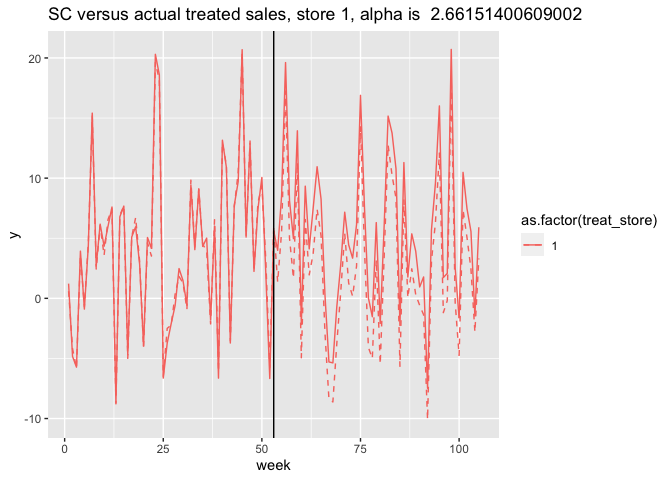 SC versus actual treated sales, store 1, alpha is  2.66151400609002
20
10
0
-10
y
0
25
50
75
100
week
as.factor(treat_store)
1